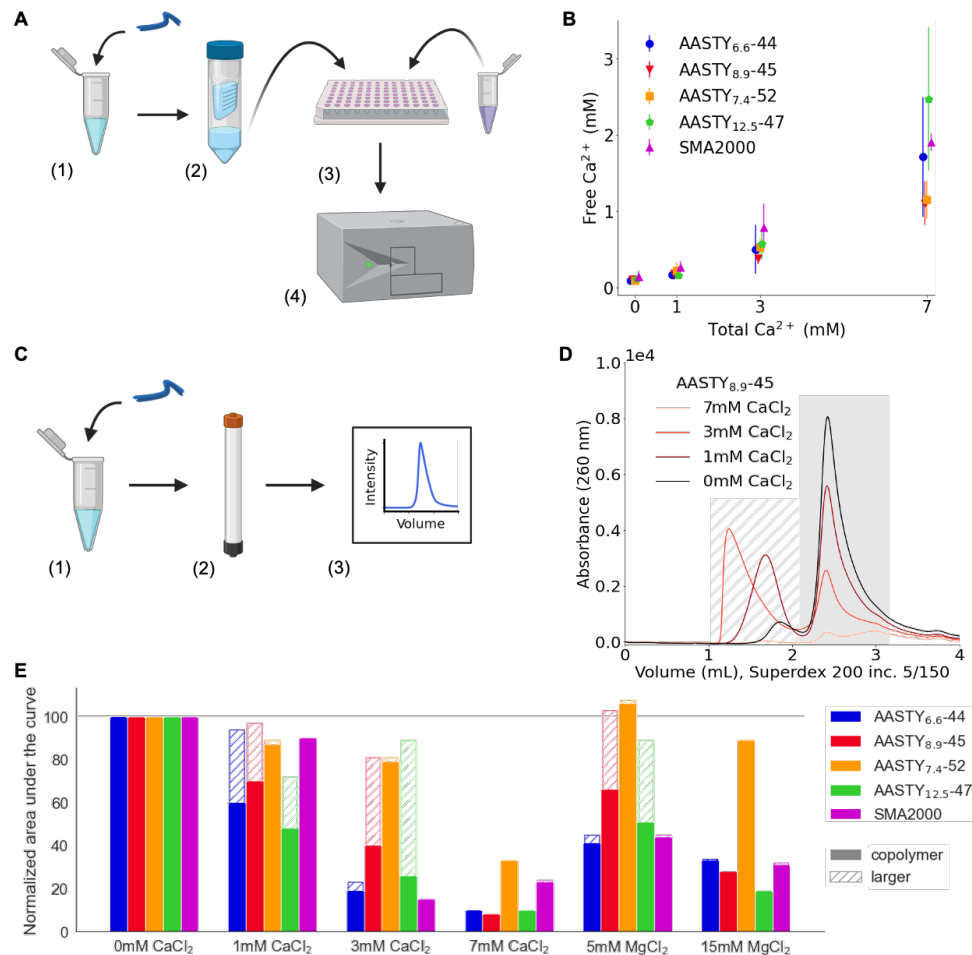 A
(1)
(2)
(3)
(4)
B
AASTY₆.₆-44
AASTY₈.₉-45
AASTY₇.₄-52
AASTY₁₂.₅-47
SMA2000
Free Ca²⁺ (mM)
3
2
1
0
0 1 3 7
Total Ca²⁺ (mM)
C
(1)
(2)
(3)
Intensity
Volume
D
1e4
AASTY₈.₉-45
7mM CaCl₂
3mM CaCl₂
1mM CaCl₂
0mM CaCl₂
Absorbance (260 nm)
1.0
0.8
0.6
0.4
0.2
0.0
0 1 2 3 4
Volume (mL), Superdex 200 inc. 5/150
E
Normalized area under the curve
100
80
60
40
20
0
0mM CaCl₂ 1mM CaCl₂ 3mM CaCl₂ 7mM CaCl₂ 5mM MgCl₂ 15mM MgCl₂
AASTY₆.₆-44
AASTY₈.₉-45
AASTY₇.₄-52
AASTY₁₂.₅-47
SMA2000
copolymer
larger